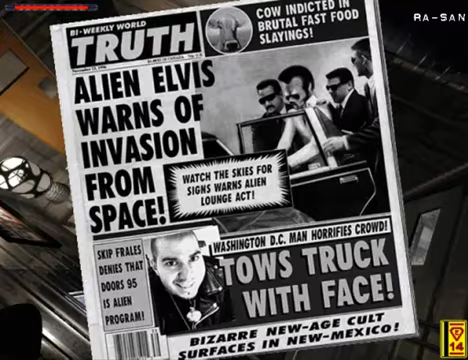 RA-SAN
BI-WEEKLY WORLD
TRUTH
COW INDICTED IN
BRUTAL FAST FOOD
SLAYINGS!
ALIEN ELVIS
WARNS OF
INVASION
FROM
SPACE!
WATCH THE SKIES FOR
SIGNS WARNS ALIEN
LOUNGE ACT!
SKIP FRALES
DENIES THAT
DOORS 95
IS ALIEN
PROGRAM!
WASHINGTON D.C. MAN HORRIFIES CROWD!
TOWS TRUCK
WITH FACE!
BIZARRE NEW-AGE CULT
SURFACES IN NEW-MEXICO!
14